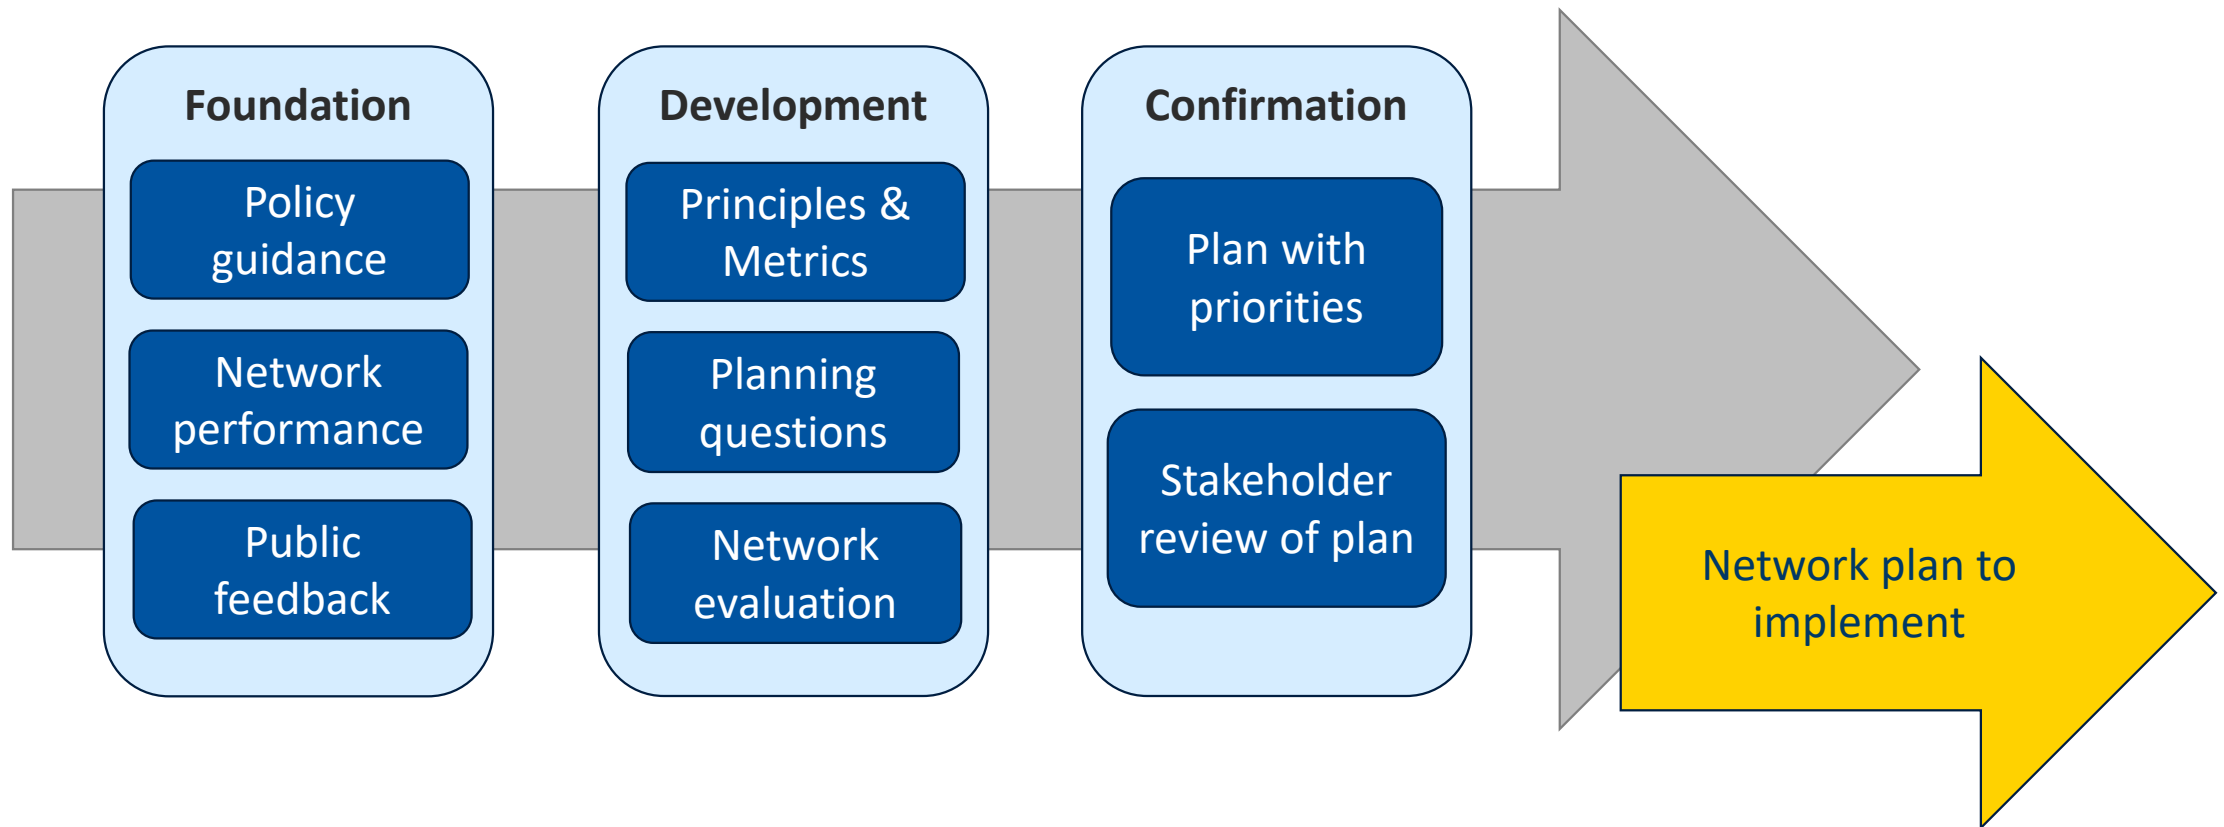 Foundation
Policy
guidance
Network
performance
Public
feedback
Development
Principles &
Metrics
Planning
questions
Network
evaluation
Confirmation
Plan with
priorities
Stakeholder
review of plan
Network plan to
implement